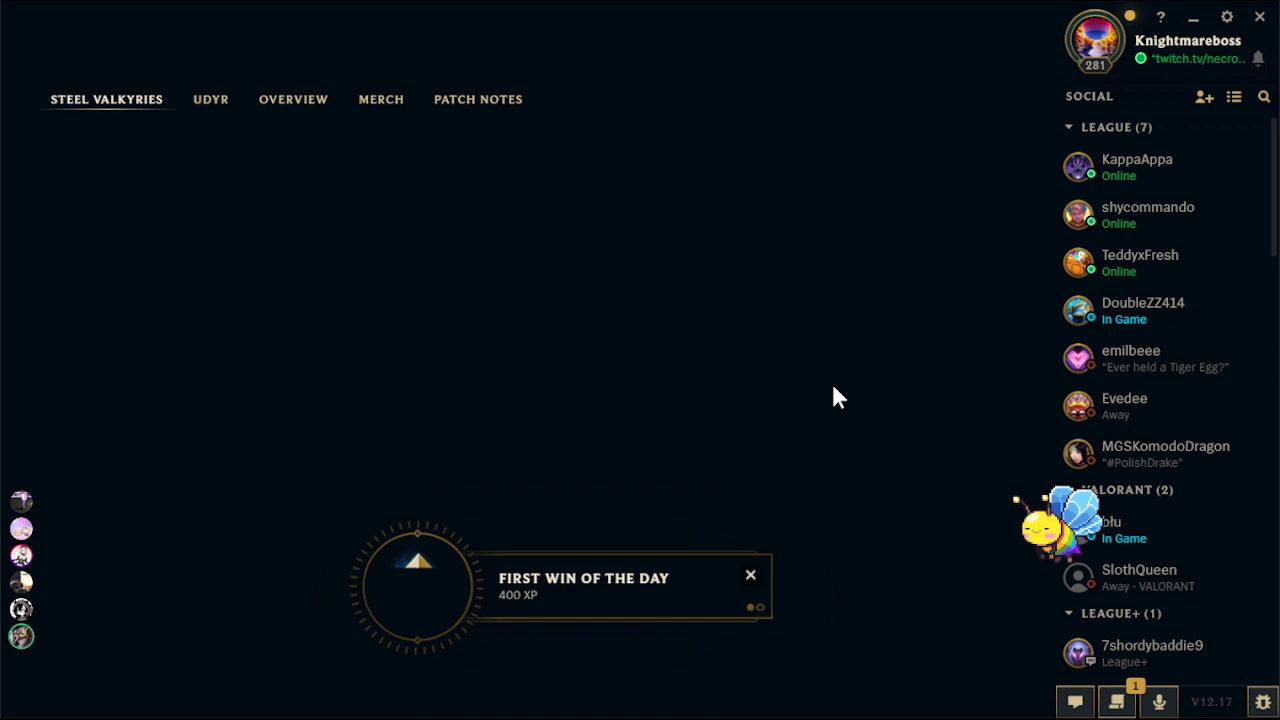 ?
Knightmareboss
281
"twitch.tv/necro..
STEEL VALKYRIES
UDYR
OVERVIEW
MERCH
PATCH NOTES
SOCIAL
LEAGUE (7)
KappaAppa
Online
shycommando
Online
TeddyxFresh
Online
DoubleZZ414
In Game
emilbeee
"Ever held a Tiger Egg?"
Evedee
Away
MGSKomodoDragon
"#PolishDrake"
VALORANT (2)
blu
In Game
SlothQueen
Away - VALORANT
LEAGUE+ (1)
7shordybaddie9
League+
FIRST WIN OF THE DAY
400 XP
1
V12.17